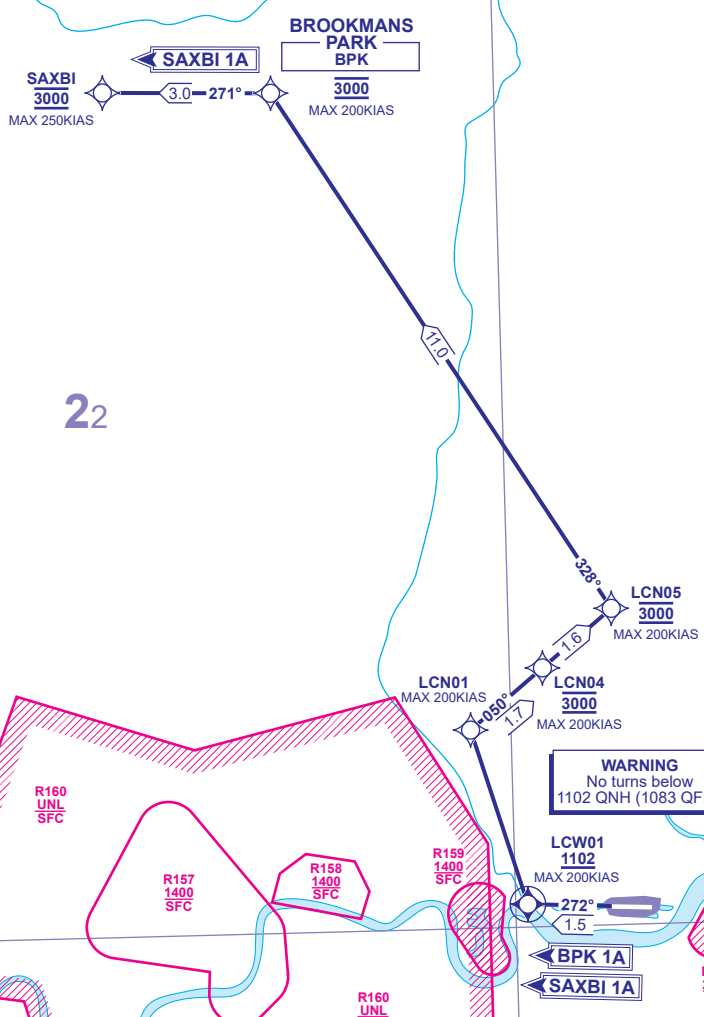 BROOKMANS
PARK
BPK
3000
MAX 200KIAS
SAXBI 1A
SAXBI
3000
MAX 250KIAS
3.0
271°
11.0
22
328°
LCN05
3000
MAX 200KIAS
1.6
LCN01
MAX 200KIAS
050°
1.7
LCN04
3000
MAX 200KIAS
WARNING
No turns below
1102 QNH (1083 QF
R160
UNL
SFC
R157
1400
SFC
R158
1400
SFC
R159
1400
SFC
LCW01
1102
MAX 200KIAS
272°
1.5
BPK 1A
SAXBI 1A
R160
UNL